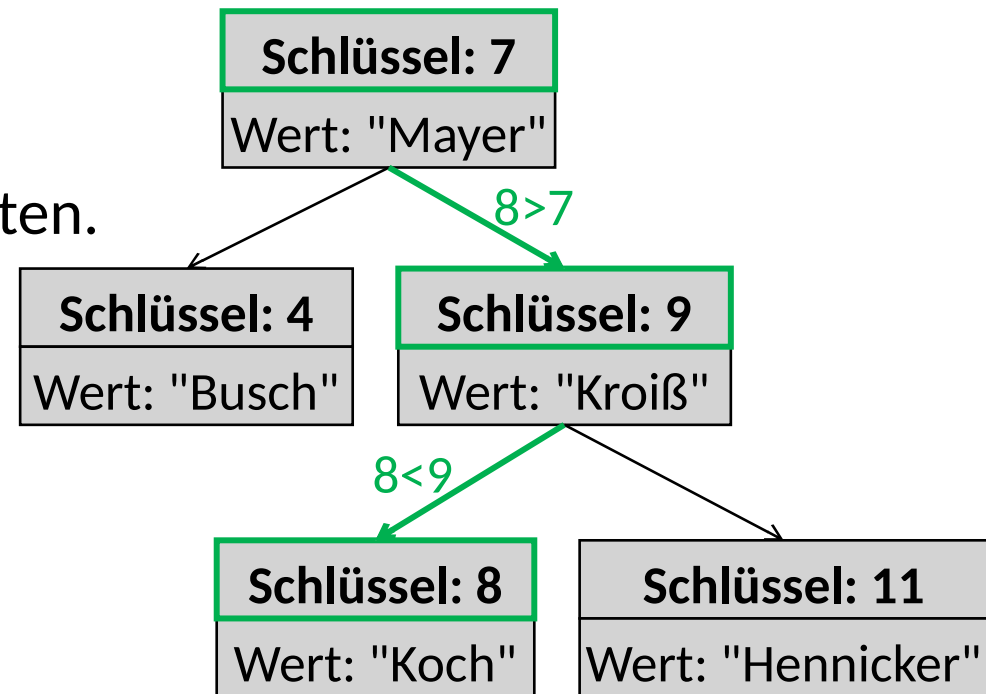 Schlüssel: 7
Wert: "Mayer"
ten.
8>7
Schlüssel: 4
Wert: "Busch"
Schlüssel: 9
Wert: "Kroiß"
8<9
Schlüssel: 8
Wert: "Koch"
Schlüssel: 11
Wert: "Hennicker"